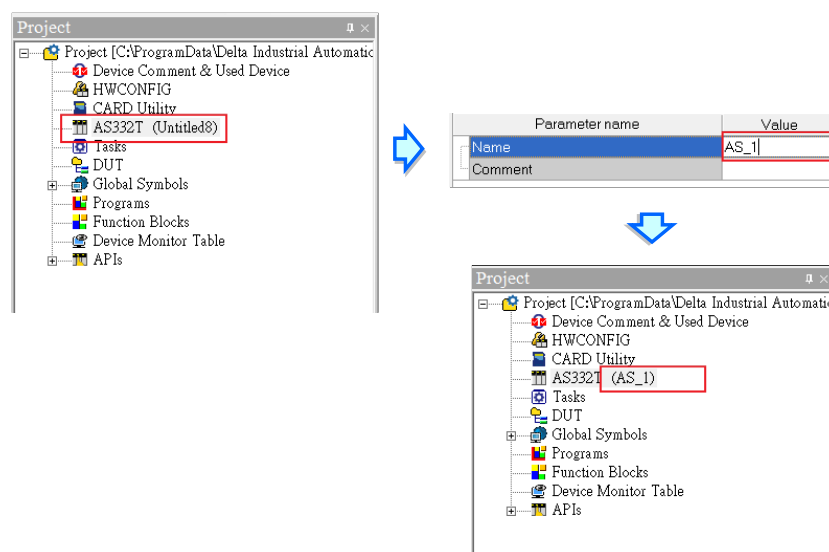 Project
Project [C:\ProgramData\Delta Industrial Automatic
Device Comment & Used Device
HWCONFIG
CARD Utility
AS332T (Untitled8)
Tasks
DUT
Global Symbols
Programs
Function Blocks
Device Monitor Table
APIs
Parameter name Value
Name AS_1
Comment
Project
Project [C:\ProgramData\Delta Industrial Automati
Device Comment & Used Device
HWCONFIG
CARD Utility
AS332T (AS_1)
Tasks
DUT
Global Symbols
Programs
Function Blocks
Device Monitor Table
APIs